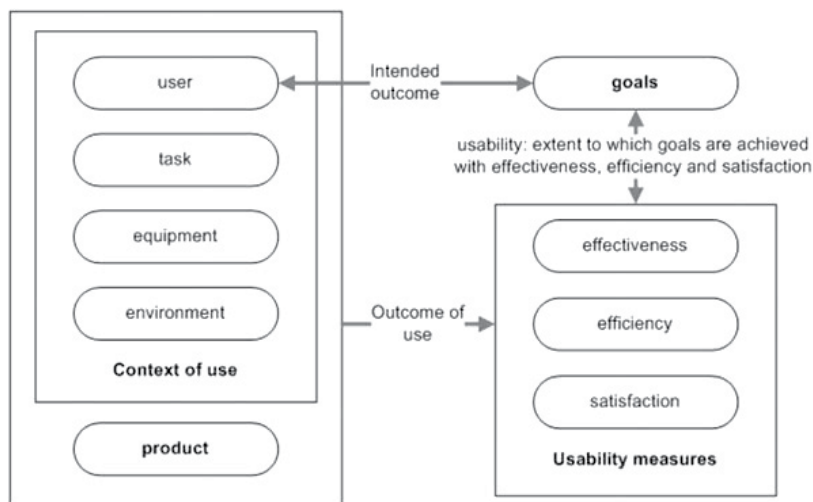 user
task
equipment
environment
Context of use
product
Intended
outcome
goals
usability: extent to which goals are achieved
with effectiveness, efficiency and satisfaction
Outcome of
use
effectiveness
efficiency
satisfaction
Usability measures